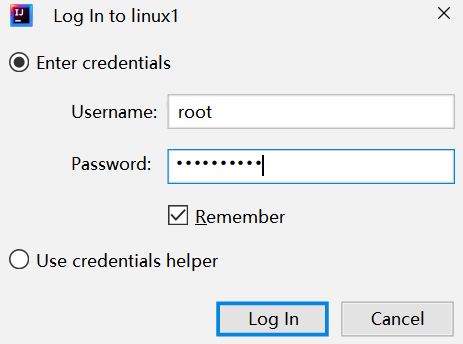 IJ
Log In to linux1
Enter credentials
Username: root
Password: ••••••••••
Remember
Use credentials helper
Log In Cancel